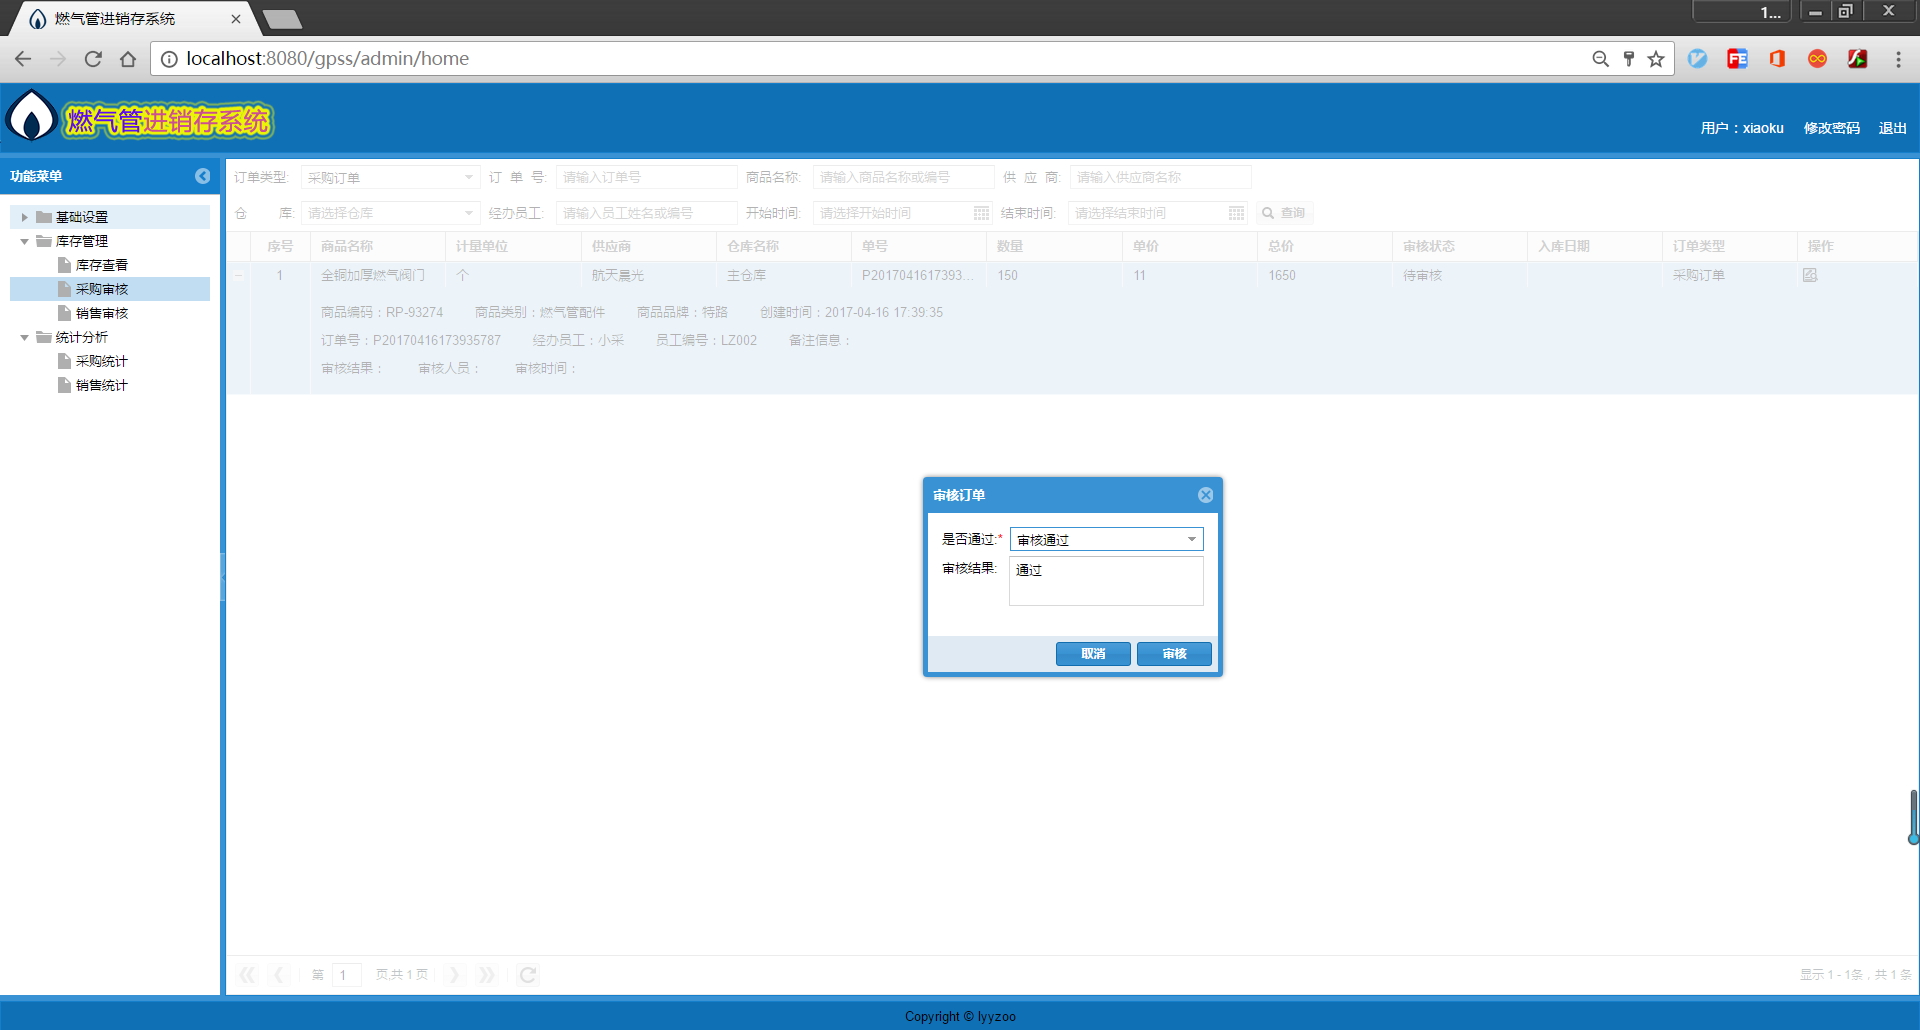 燃气管进销存系统
1...
localhost:8080/gpss/admin/home
燃气管进销存系统
用户：xiaoku 修改密码 退出
功能菜单
基础设置
库存管理
库存查看
采购审核
销售审核
统计分析
采购统计
销售统计
订单类型: 采购订单 订 单 号: 请输入订单号 商品名称: 请输入商品名称或编号 供 应 商: 请输入供应商名称
仓 库: 请选择仓库 经办员工: 请输入员工姓名或编号 开始时间: 请选择开始时间 结束时间: 请选择结束时间 查询
序号 商品名称 计量单位 供应商 仓库名称 单号 数量 单价 总价 审核状态 入库日期 订单类型 操作
1 全铜加厚燃气阀门 个 航天晨光 主仓库 P2017041617393... 150 11 1650 待审核 采购订单
商品编码：RP-93274 商品类别：燃气管配件 商品品牌：特路 创建时间：2017-04-16 17:39:35
订单号：P20170416173935787 经办员工：小采 员工编号：LZ002 备注信息：
审核结果： 审核人员： 审核时间：
审核订单
是否通过:* 审核通过
审核结果: 通过
取消 审核
第 1 页,共 1 页
显示 1 - 1条，共 1 条
Copyright © lyyzoo